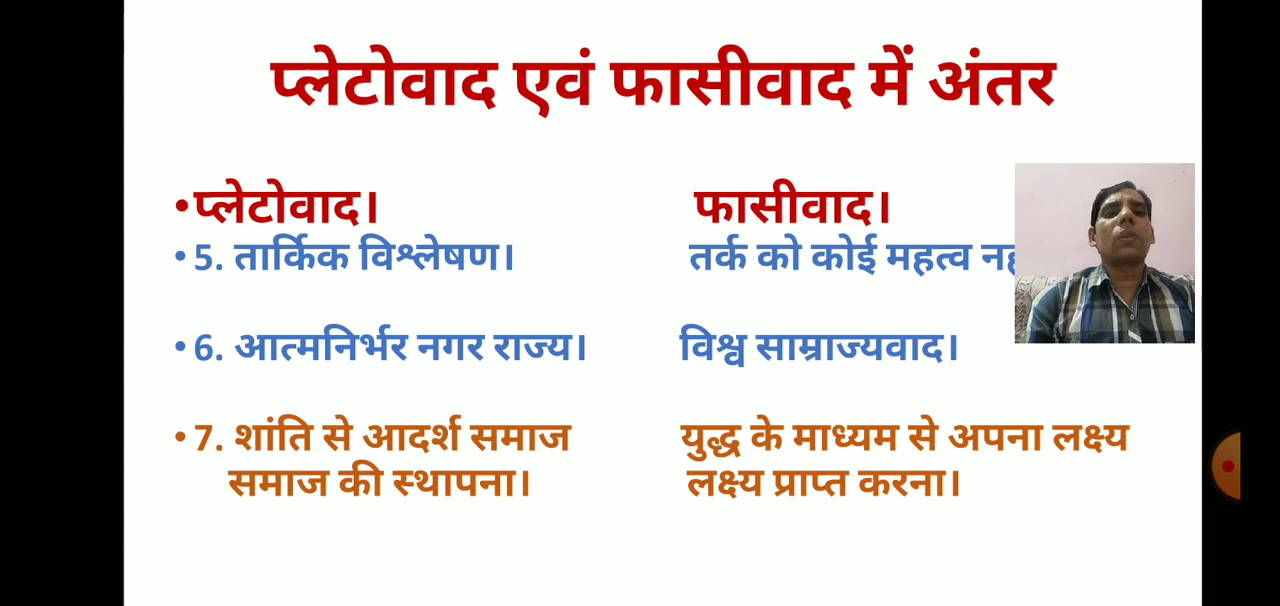 प्लेटोवाद एवं फासीवाद में अंतर
•प्लेटोवाद। फासीवाद।
• 5. तार्किक विश्लेषण। तर्क को कोई महत्व
• 6. आत्मनिर्भर नगर राज्य। विश्व साम्राज्यवाद।
• 7. शांति से आदर्श समाज युद्ध के माध्यम से अपना लक्ष्य
समाज की स्थापना। लक्ष्य प्राप्त करना।